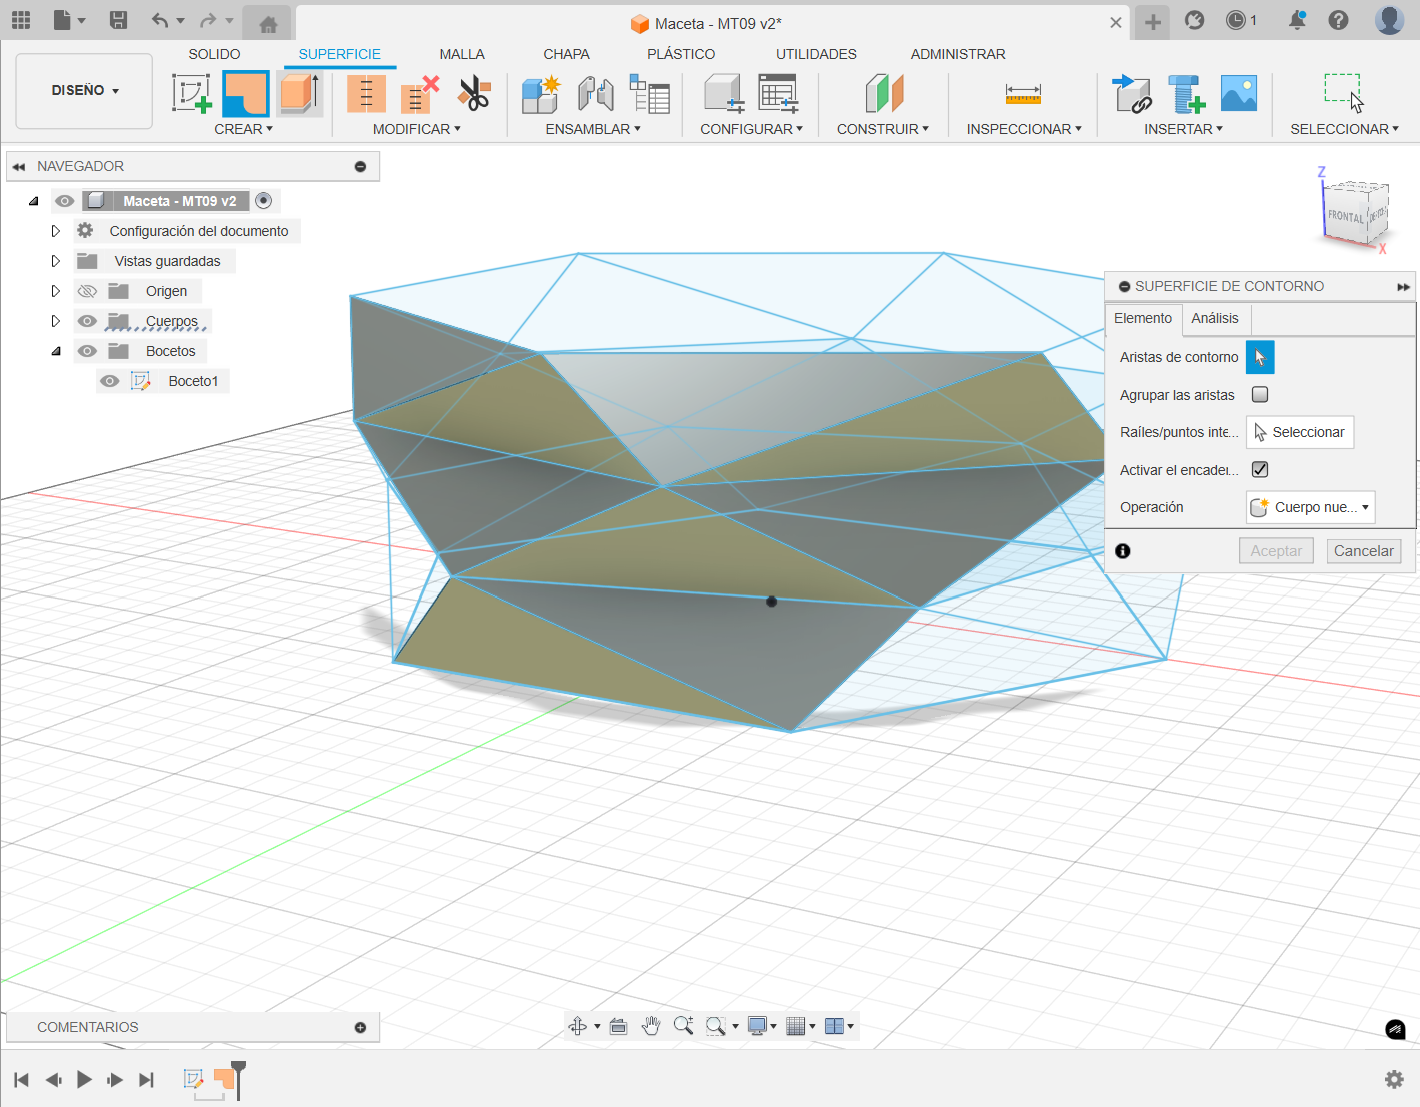 Maceta - MT09 v2*
1
DISEÑO
SOLIDO
SUPERFICIE
MALLA
CHAPA
PLÁSTICO
UTILIDADES
ADMINISTRAR
CREAR
MODIFICAR
ENSAMBLAR
CONFIGURAR
CONSTRUIR
INSPECCIONAR
INSERTAR
SELECCIONAR
NAVEGADOR
Maceta - MT09 v2
Configuración del documento
Vistas guardadas
Origen
Cuerpos
Bocetos
Boceto1
Z
FRONTAL
X
SUPERFICIE DE CONTORNO
Elemento
Análisis
Aristas de contorno
Agrupar las aristas
Raíles/puntos inte...
Seleccionar
Activar el encader...
Operación
Cuerpo nue...
Aceptar
Cancelar
COMENTARIOS